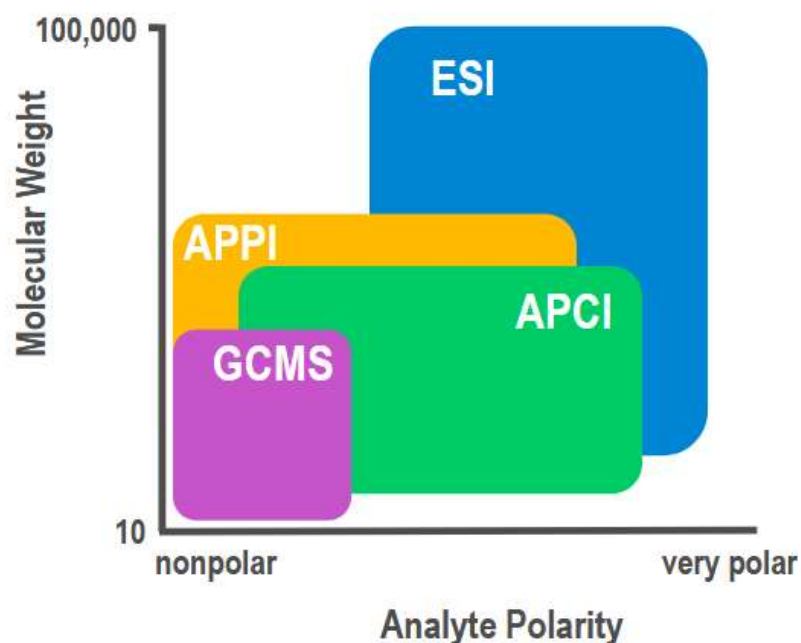 100,000
ESI
Molecular Weight
APPI
APCI
GCMS
10
nonpolar
very polar
Analyte Polarity